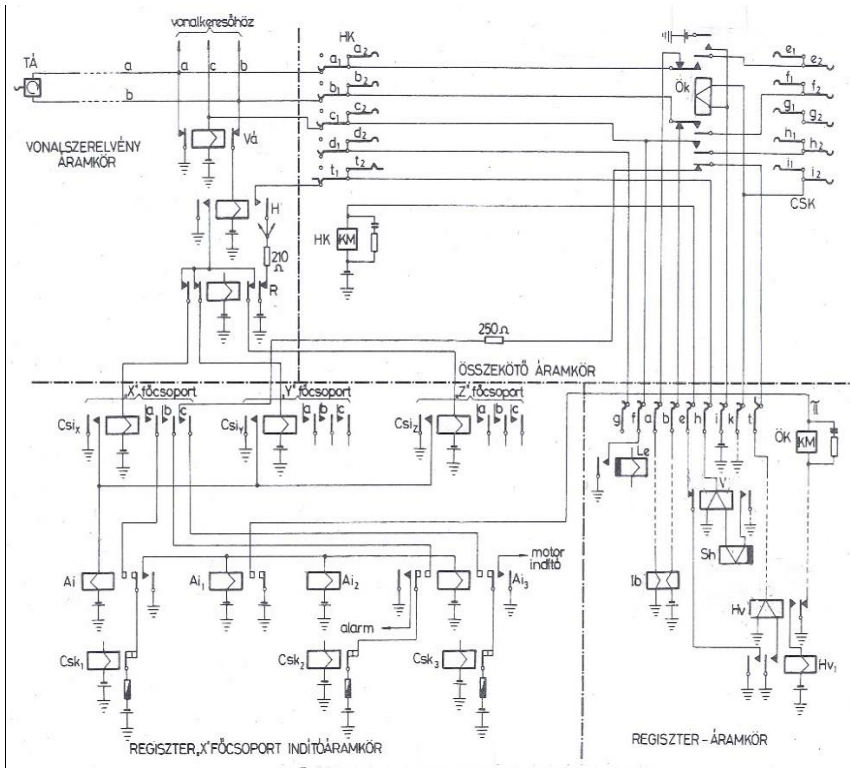 vonalkeresőhöz
HK
TÁ
a
a
c
b
b
Vá
VONALSZERELVÉNY
ÁRAMKÖR
H
210
Ω
R
a₁
a₂
b₁
b₂
c₁
c₂
d₁
d₂
t₁
t₂
HK
KM
Ök
e₁
e₂
f₁
f₂
g₁
g₂
h₁
h₂
i₁
i₂
CSK
250Ω
ÖSSZEKÖTŐ ÁRAMKÖR
„X” főcsoport
„Y” főcsoport
„Z” főcsoport
Csiₓ
a
b
c
Csiᵧ
a
b
c
Csi_Z
a
b
c
g
f
a
b
e
h
i
k
t
ÖK
KM
Le
V
Sh
Ib
Hv
Hv₁
Ai
Ai₁
Ai₂
Ai₃
motor
indító
alarm
Csk₁
Csk₂
Csk₃
REGISZTER „X” FŐCSOPORT INDÍTÓÁRAMKÖR
REGISZTER-ÁRAMKÖR